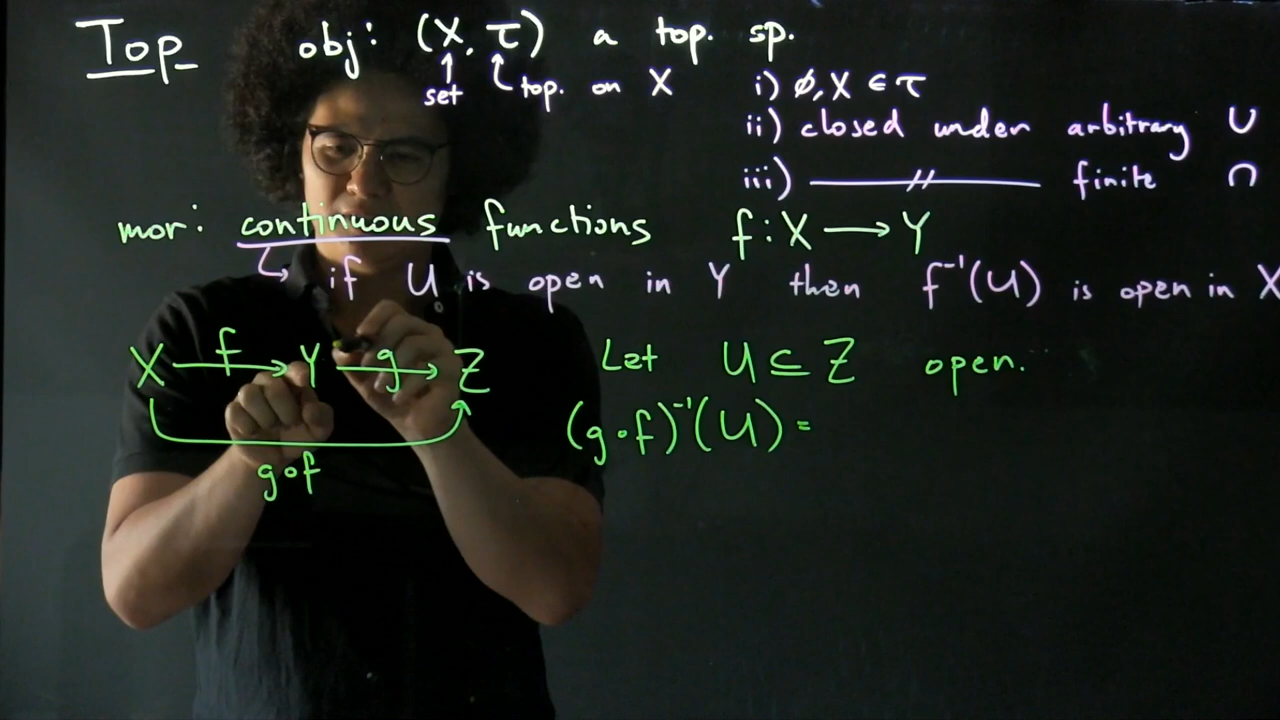 Top obj: (X, τ) a top. sp.
set top. on X i) ∅, X ∈ τ
ii) closed under arbitrary ∪
iii) —//— finite ∩
mor: continuous functions f: X → Y
↳ if U is open in Y then f⁻¹(U) is open in X
X —f→ Y —g→ Z Let U ⊆ Z open.
(g∘f)⁻¹(U) =
g∘f